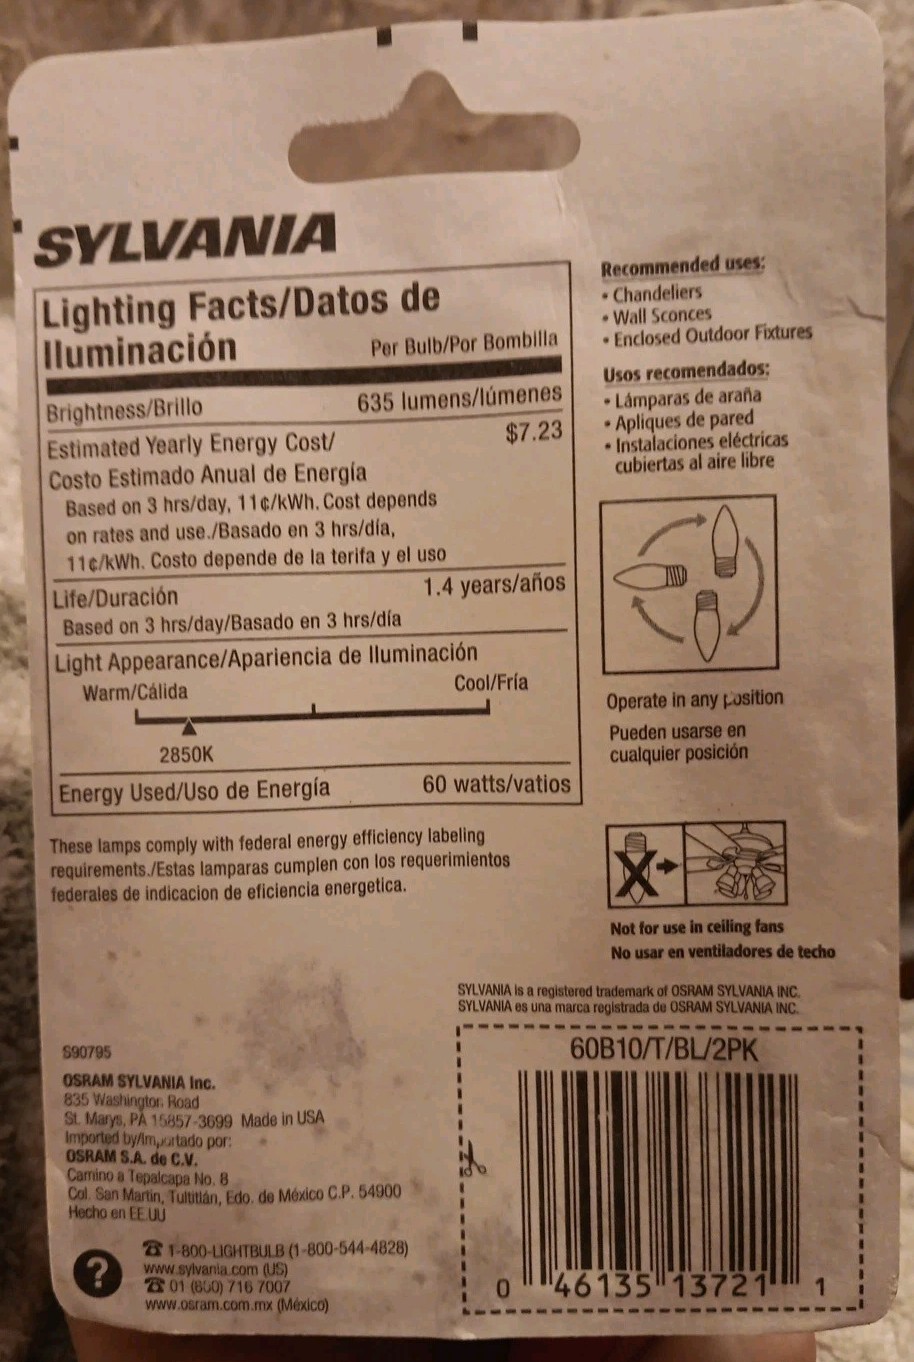 SYLVANIA
Lighting Facts/Datos de
Iluminación
Per Bulb/Por Bombilla
Brightness/Brillo 635 lumens/lúmenes
Estimated Yearly Energy Cost/ $7.23
Costo Estimado Anual de Energía
Based on 3 hrs/day, 11¢/kWh. Cost depends
on rates and use./Basado en 3 hrs/día,
11¢/kWh. Costo depende de la terifa y el uso
Life/Duración 1.4 years/años
Based on 3 hrs/day/Basado en 3 hrs/día
Light Appearance/Apariencia de Iluminación
Warm/Cálida Cool/Fría
2850K
Energy Used/Uso de Energía 60 watts/vatios
These lamps comply with federal energy efficiency labeling
requirements./Estas lamparas cumplen con los requerimientos
federales de indicacion de eficiencia energetica.
Recommended uses:
• Chandeliers
• Wall Sconces
• Enclosed Outdoor Fixtures
Usos recomendados:
• Lámparas de araña
• Apliques de pared
• Instalaciones eléctricas
cubiertas al aire libre
Operate in any position
Pueden usarse en
cualquier posición
Not for use in ceiling fans
No usar en ventiladores de techo
SYLVANIA is a registered trademark of OSRAM SYLVANIA INC.
SYLVANIA es una marca registrada de OSRAM SYLVANIA INC.
S90795
OSRAM SYLVANIA Inc.
835 Washington Road
St. Marys, PA 15857-3699 Made in USA
Imported by/Importado por:
OSRAM S.A. de C.V.
Camino a Tepalcapa No. 8
Col. San Martin, Tultitlán, Edo. de México C.P. 54900
Hecho en EE.UU
?
1-800-LIGHTBULB (1-800-544-4828)
www.sylvania.com (US)
01 (800) 716 7007
www.osram.com.mx (México)
60B10/T/BL/2PK
0 46135 13721 1